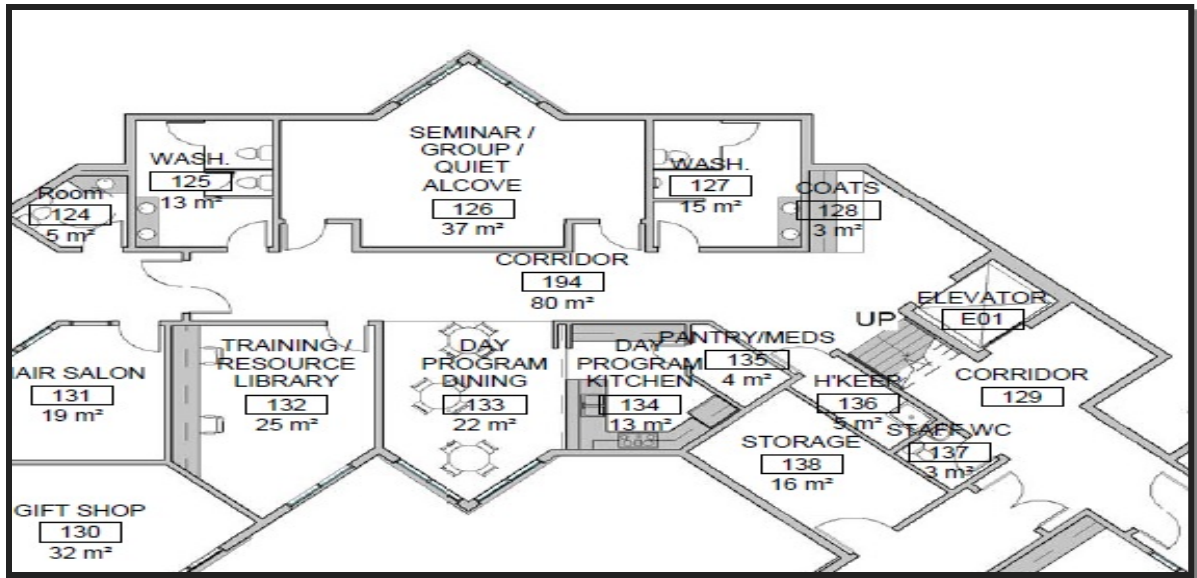 SEMINAR /
GROUP /
QUIET
ALCOVE
126
37 m²
WASH.
125
13 m²
WASH.
127
15 m²
Room
124
5 m²
COATS
128
3 m²
CORRIDOR
194
80 m²
ELEVATOR
E01
UP
TRAINING /
RESOURCE
LIBRARY
132
25 m²
DAY
PROGRAM
DINING
133
22 m²
DAY
PROGRAM
KITCHEN
134
13 m²
PANTRY/MEDS
135
4 m²
H'KEEP
136
5 m²
CORRIDOR
129
HAIR SALON
131
19 m²
STAFF WC
137
3 m²
STORAGE
138
16 m²
GIFT SHOP
130
32 m²